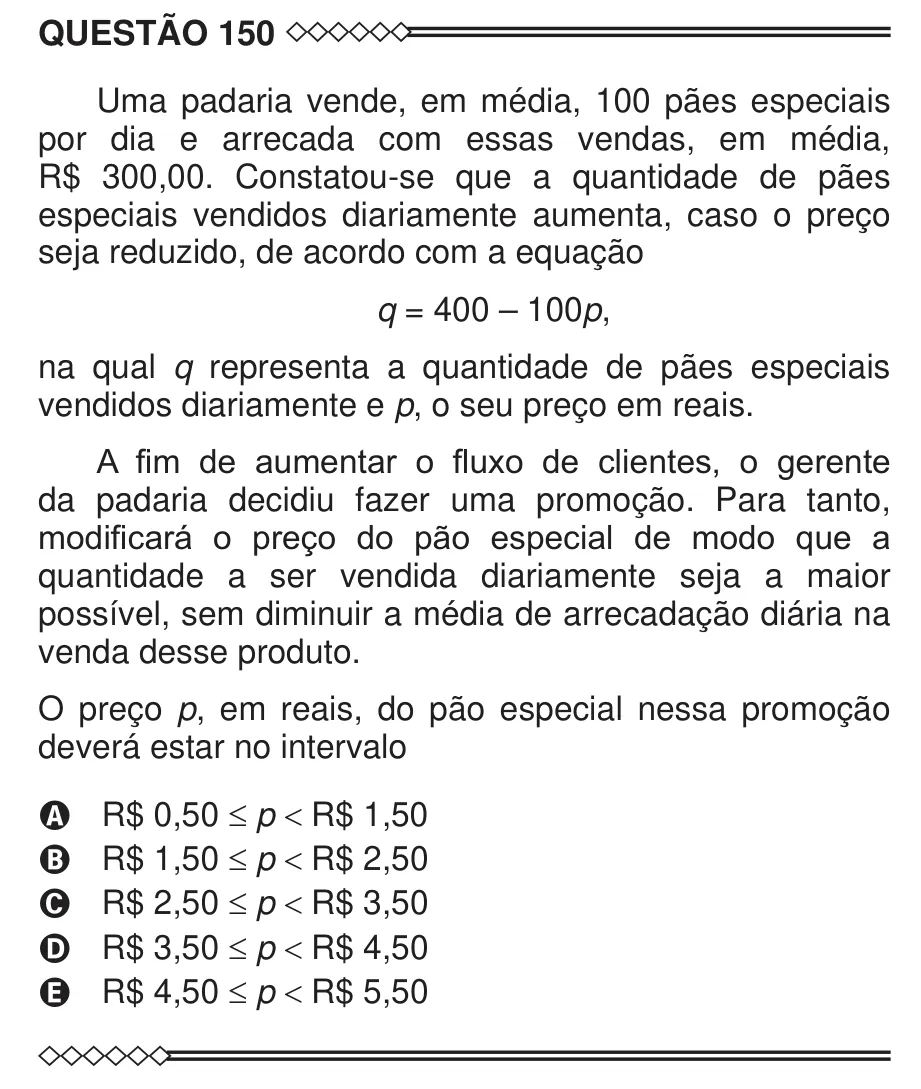 QUESTÃO 150
Uma padaria vende, em média, 100 pães especiais
por dia e arrecada com essas vendas, em média,
R$ 300,00. Constatou-se que a quantidade de pães
especiais vendidos diariamente aumenta, caso o preço
seja reduzido, de acordo com a equação
q = 400 – 100p,
na qual q representa a quantidade de pães especiais
vendidos diariamente e p, o seu preço em reais.
A fim de aumentar o fluxo de clientes, o gerente
da padaria decidiu fazer uma promoção. Para tanto,
modificará o preço do pão especial de modo que a
quantidade a ser vendida diariamente seja a maior
possível, sem diminuir a média de arrecadação diária na
venda desse produto.
O preço p, em reais, do pão especial nessa promoção
deverá estar no intervalo
A R$ 0,50 ≤ p < R$ 1,50
B R$ 1,50 ≤ p < R$ 2,50
C R$ 2,50 ≤ p < R$ 3,50
D R$ 3,50 ≤ p < R$ 4,50
E R$ 4,50 ≤ p < R$ 5,50